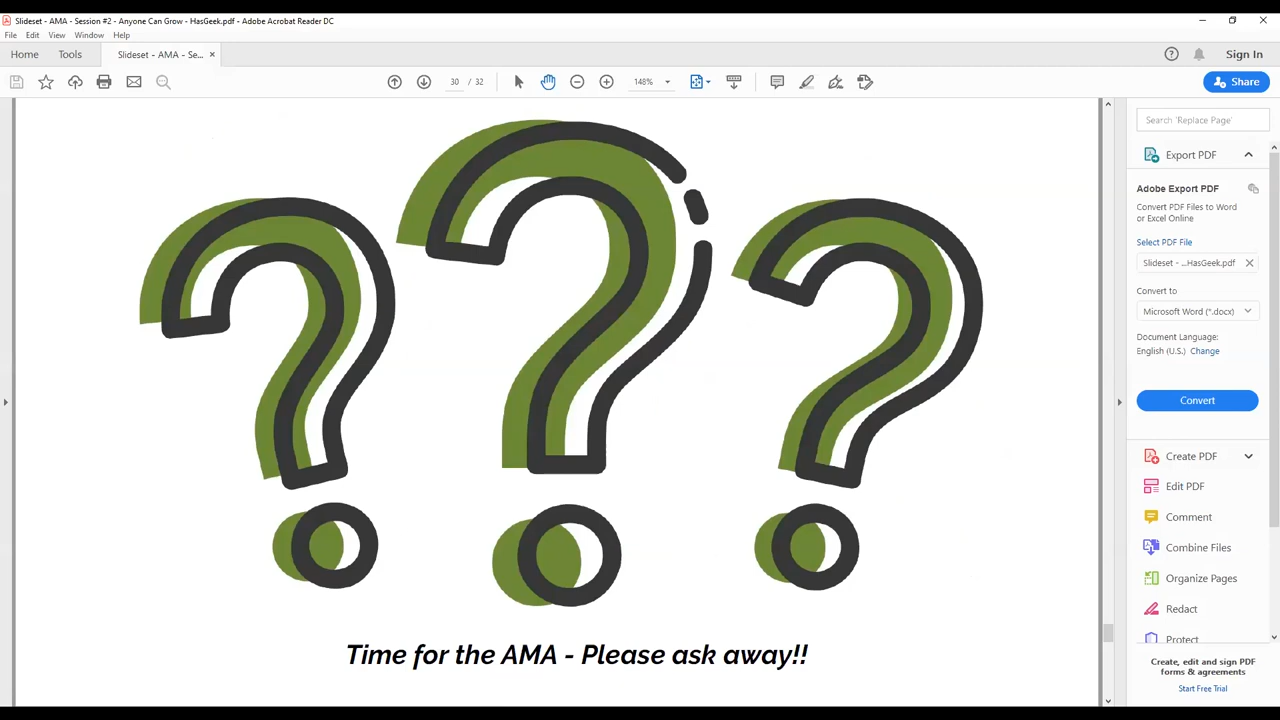 Slideset - AMA - Session #2 - Anyone Can Grow - HasGeek.pdf - Adobe Acrobat Reader DC
File Edit View Window Help
Home Tools Slideset - AMA - Se... × Sign In
30 / 32 148% Share
Search 'Replace Page'
Export PDF
Adobe Export PDF
Convert PDF Files to Word
or Excel Online
Select PDF File
Slideset - ...HasGeek.pdf
Convert to
Microsoft Word (*.docx)
Document Language:
English (U.S.) Change
Convert
Create PDF
Edit PDF
Comment
Combine Files
Organize Pages
Redact
Protect
Create, edit and sign PDF
forms & agreements
Start Free Trial
???
Time for the AMA - Please ask away!!